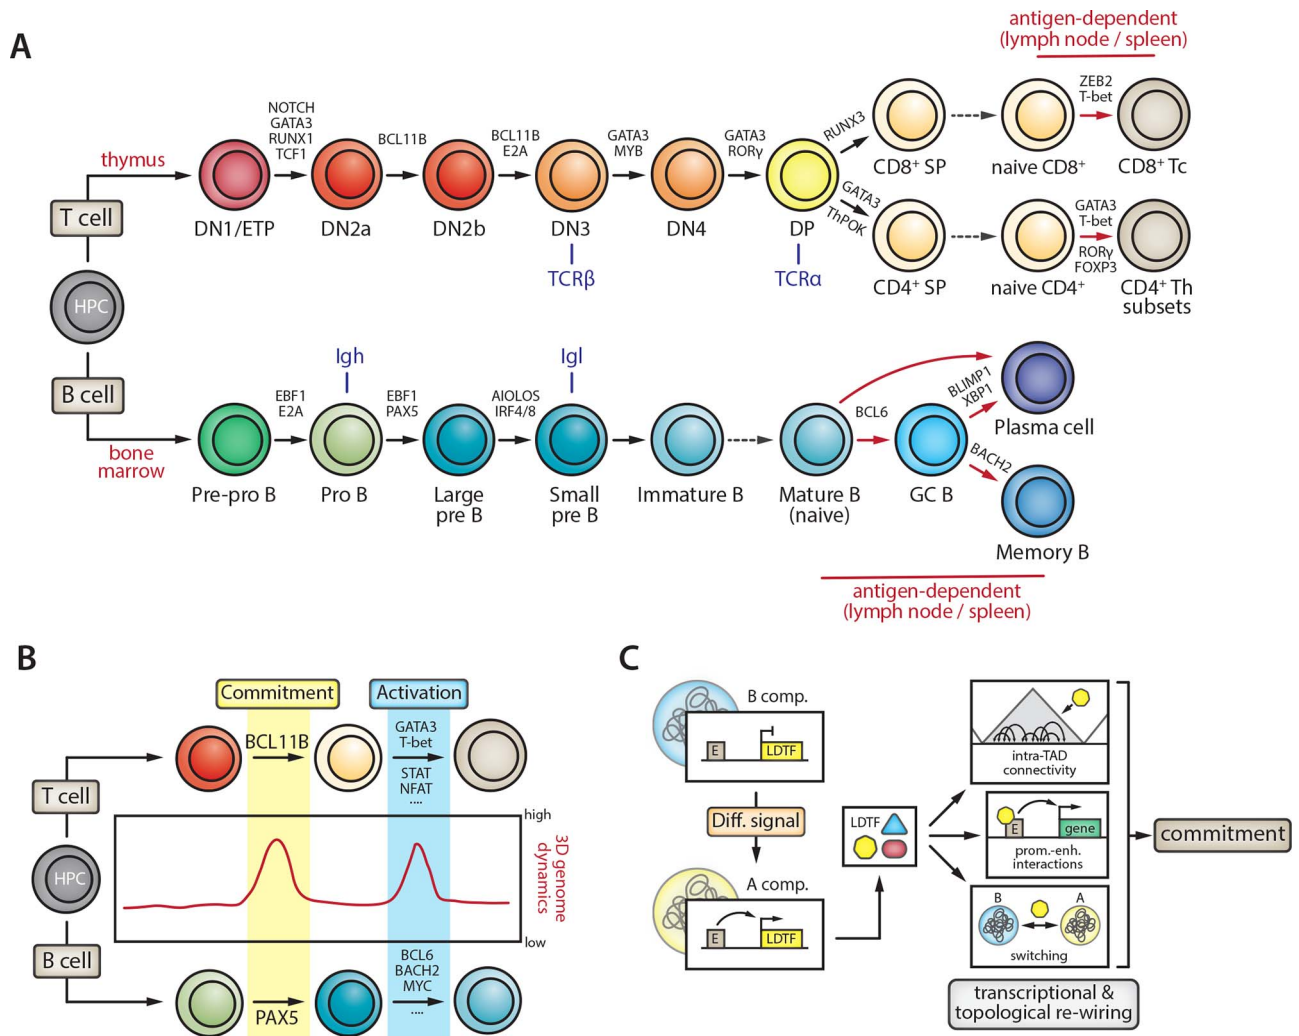 A
antigen-dependent
(lymph node / spleen)
thymus
NOTCH
GATA3
RUNX1
TCF1
BCL11B
BCL11B
E2A
GATA3
MYB
GATA3
RORγ
RUNX3
GATA3
ThPOK
ZEB2
T-bet
CD8⁺ SP
naive CD8⁺
CD8⁺ Tc
T cell
DN1/ETP
DN2a
DN2b
DN3
DN4
DP
TCRβ
TCRα
GATA3
T-bet
RORγ
FOXP3
CD4⁺ SP
naive CD4⁺
CD4⁺ Th
subsets
HPC
B cell
bone
marrow
Igh
Igl
EBF1
E2A
EBF1
PAX5
AIOLOS
IRF4/8
BCL6
BLIMP1
XBP1
BACH2
Plasma cell
Pre-pro B
Pro B
Large
pre B
Small
pre B
Immature B
Mature B
(naive)
GC B
Memory B
antigen-dependent
(lymph node / spleen)
B
Commitment
Activation
BCL11B
GATA3
T-bet
STAT
NFAT
....
T cell
HPC
B cell
high
3D genome
dynamics
low
PAX5
BCL6
BACH2
MYC
....
C
B comp.
E
LDTF
Diff. signal
A comp.
E
LDTF
LDTF
intra-TAD
connectivity
E
gene
prom.-enh.
interactions
B
A
switching
commitment
transcriptional &
topological re-wiring